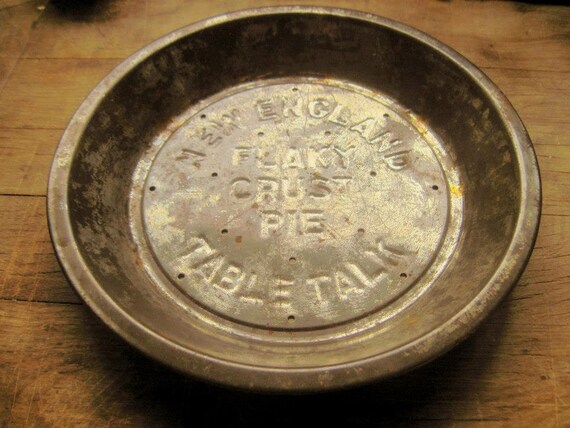 NEW ENGLAND
FLAKY
CRUST
PIE
TABLE TALK